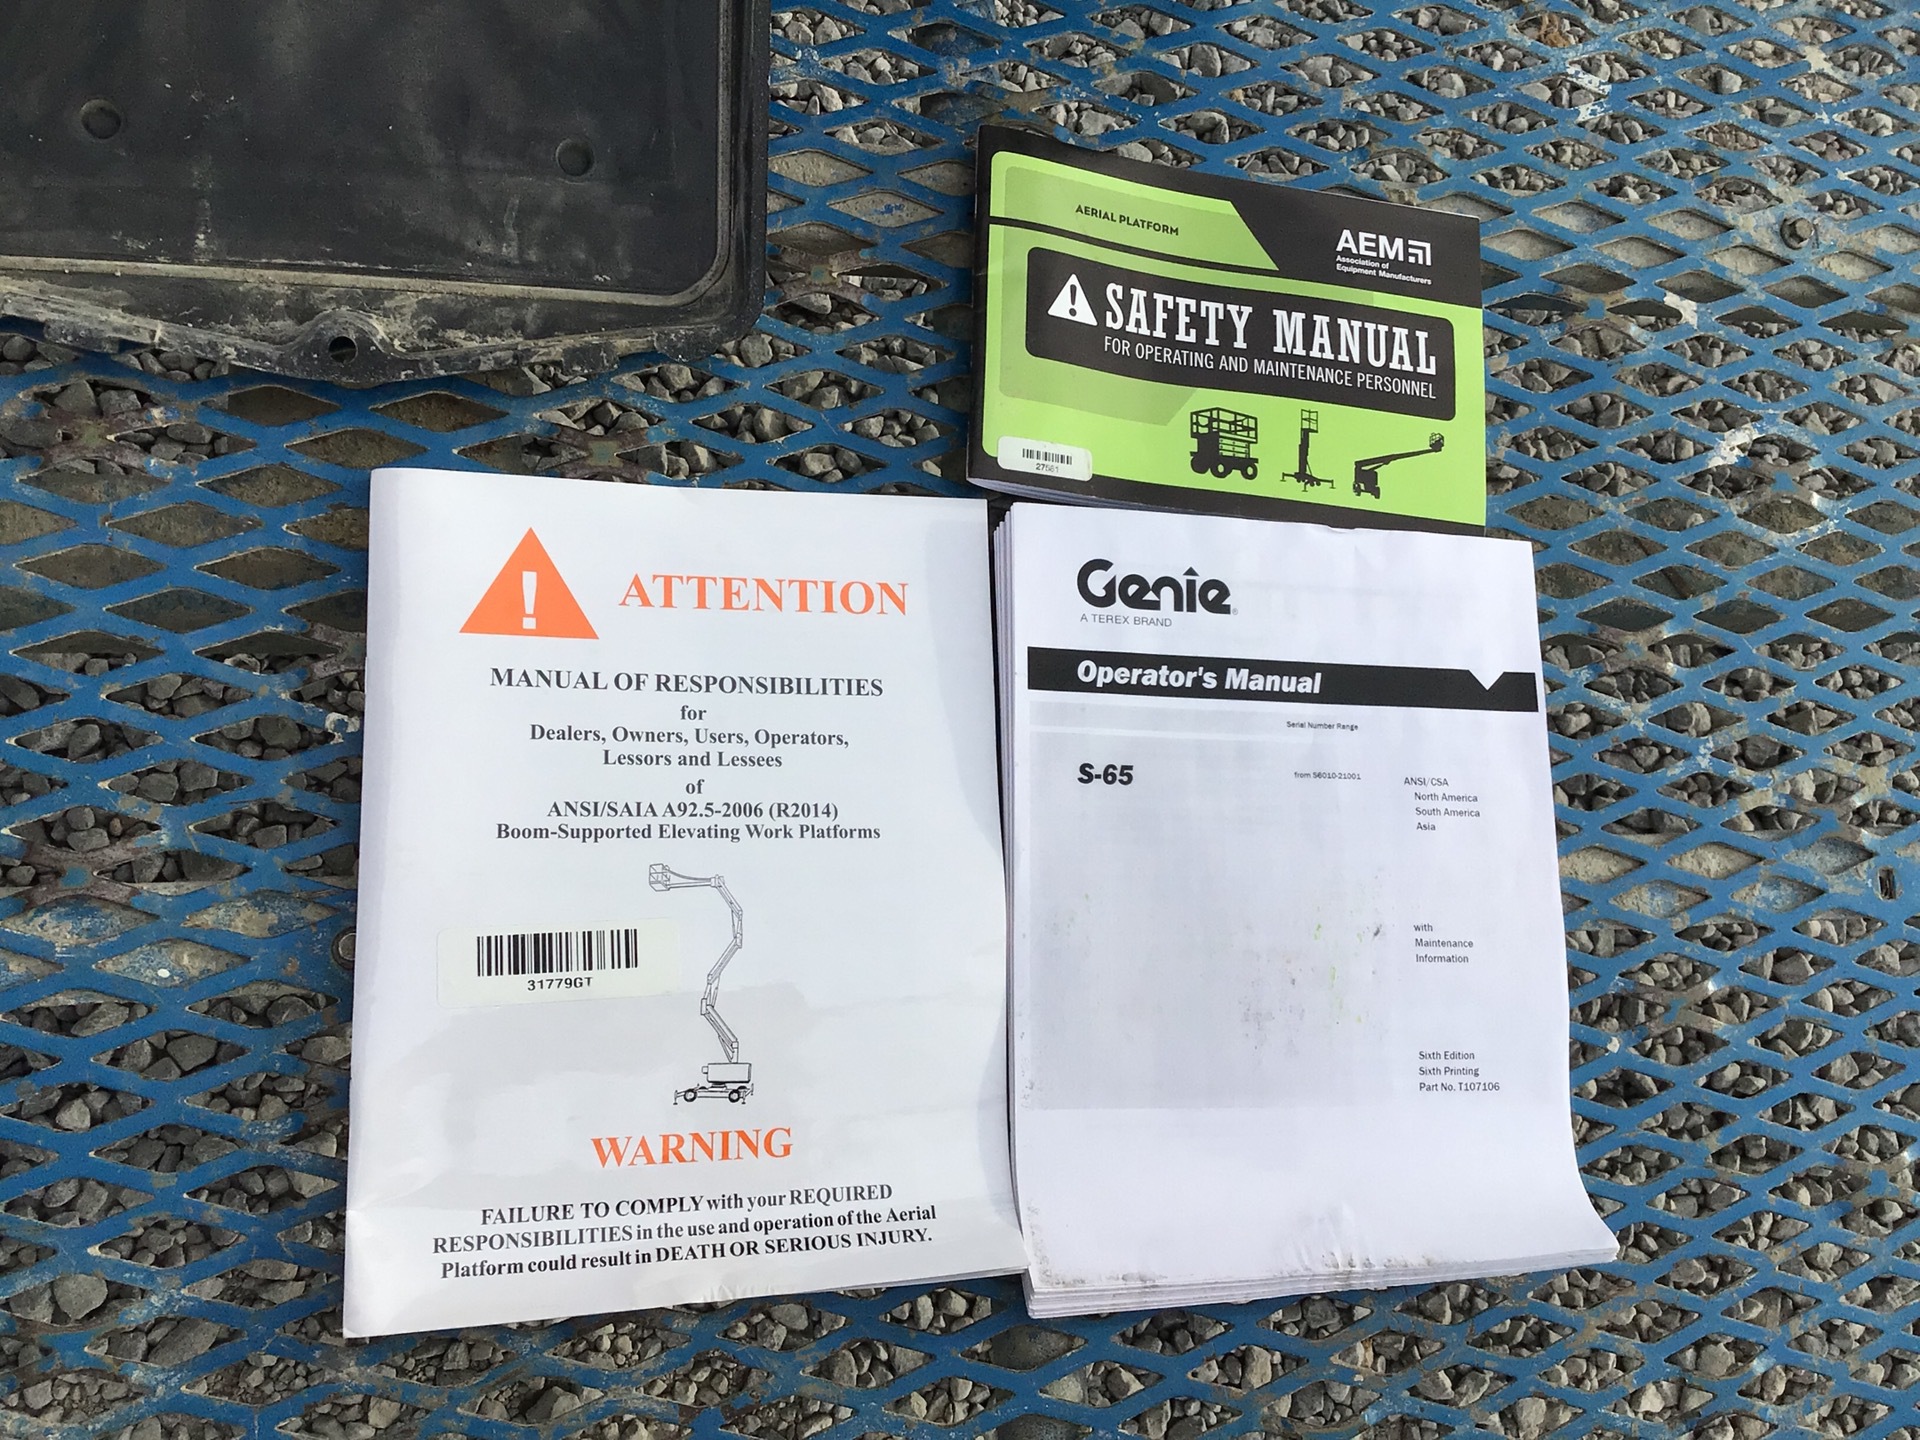 AERIAL PLATFORM
AEM
Association of
Equipment Manufacturers
! SAFETY MANUAL
FOR OPERATING AND MAINTENANCE PERSONNEL
27561
! ATTENTION
MANUAL OF RESPONSIBILITIES
for
Dealers, Owners, Users, Operators,
Lessors and Lessees
of
ANSI/SAIA A92.5-2006 (R2014)
Boom-Supported Elevating Work Platforms
31779GT
WARNING
FAILURE TO COMPLY with your REQUIRED
RESPONSIBILITIES in the use and operation of the Aerial
Platform could result in DEATH OR SERIOUS INJURY.
Genie®
A TEREX BRAND
Operator's Manual
Serial Number Range
S-65
from S6010-21001
ANSI/CSA
North America
South America
Asia
with
Maintenance
Information
Sixth Edition
Sixth Printing
Part No. T107106